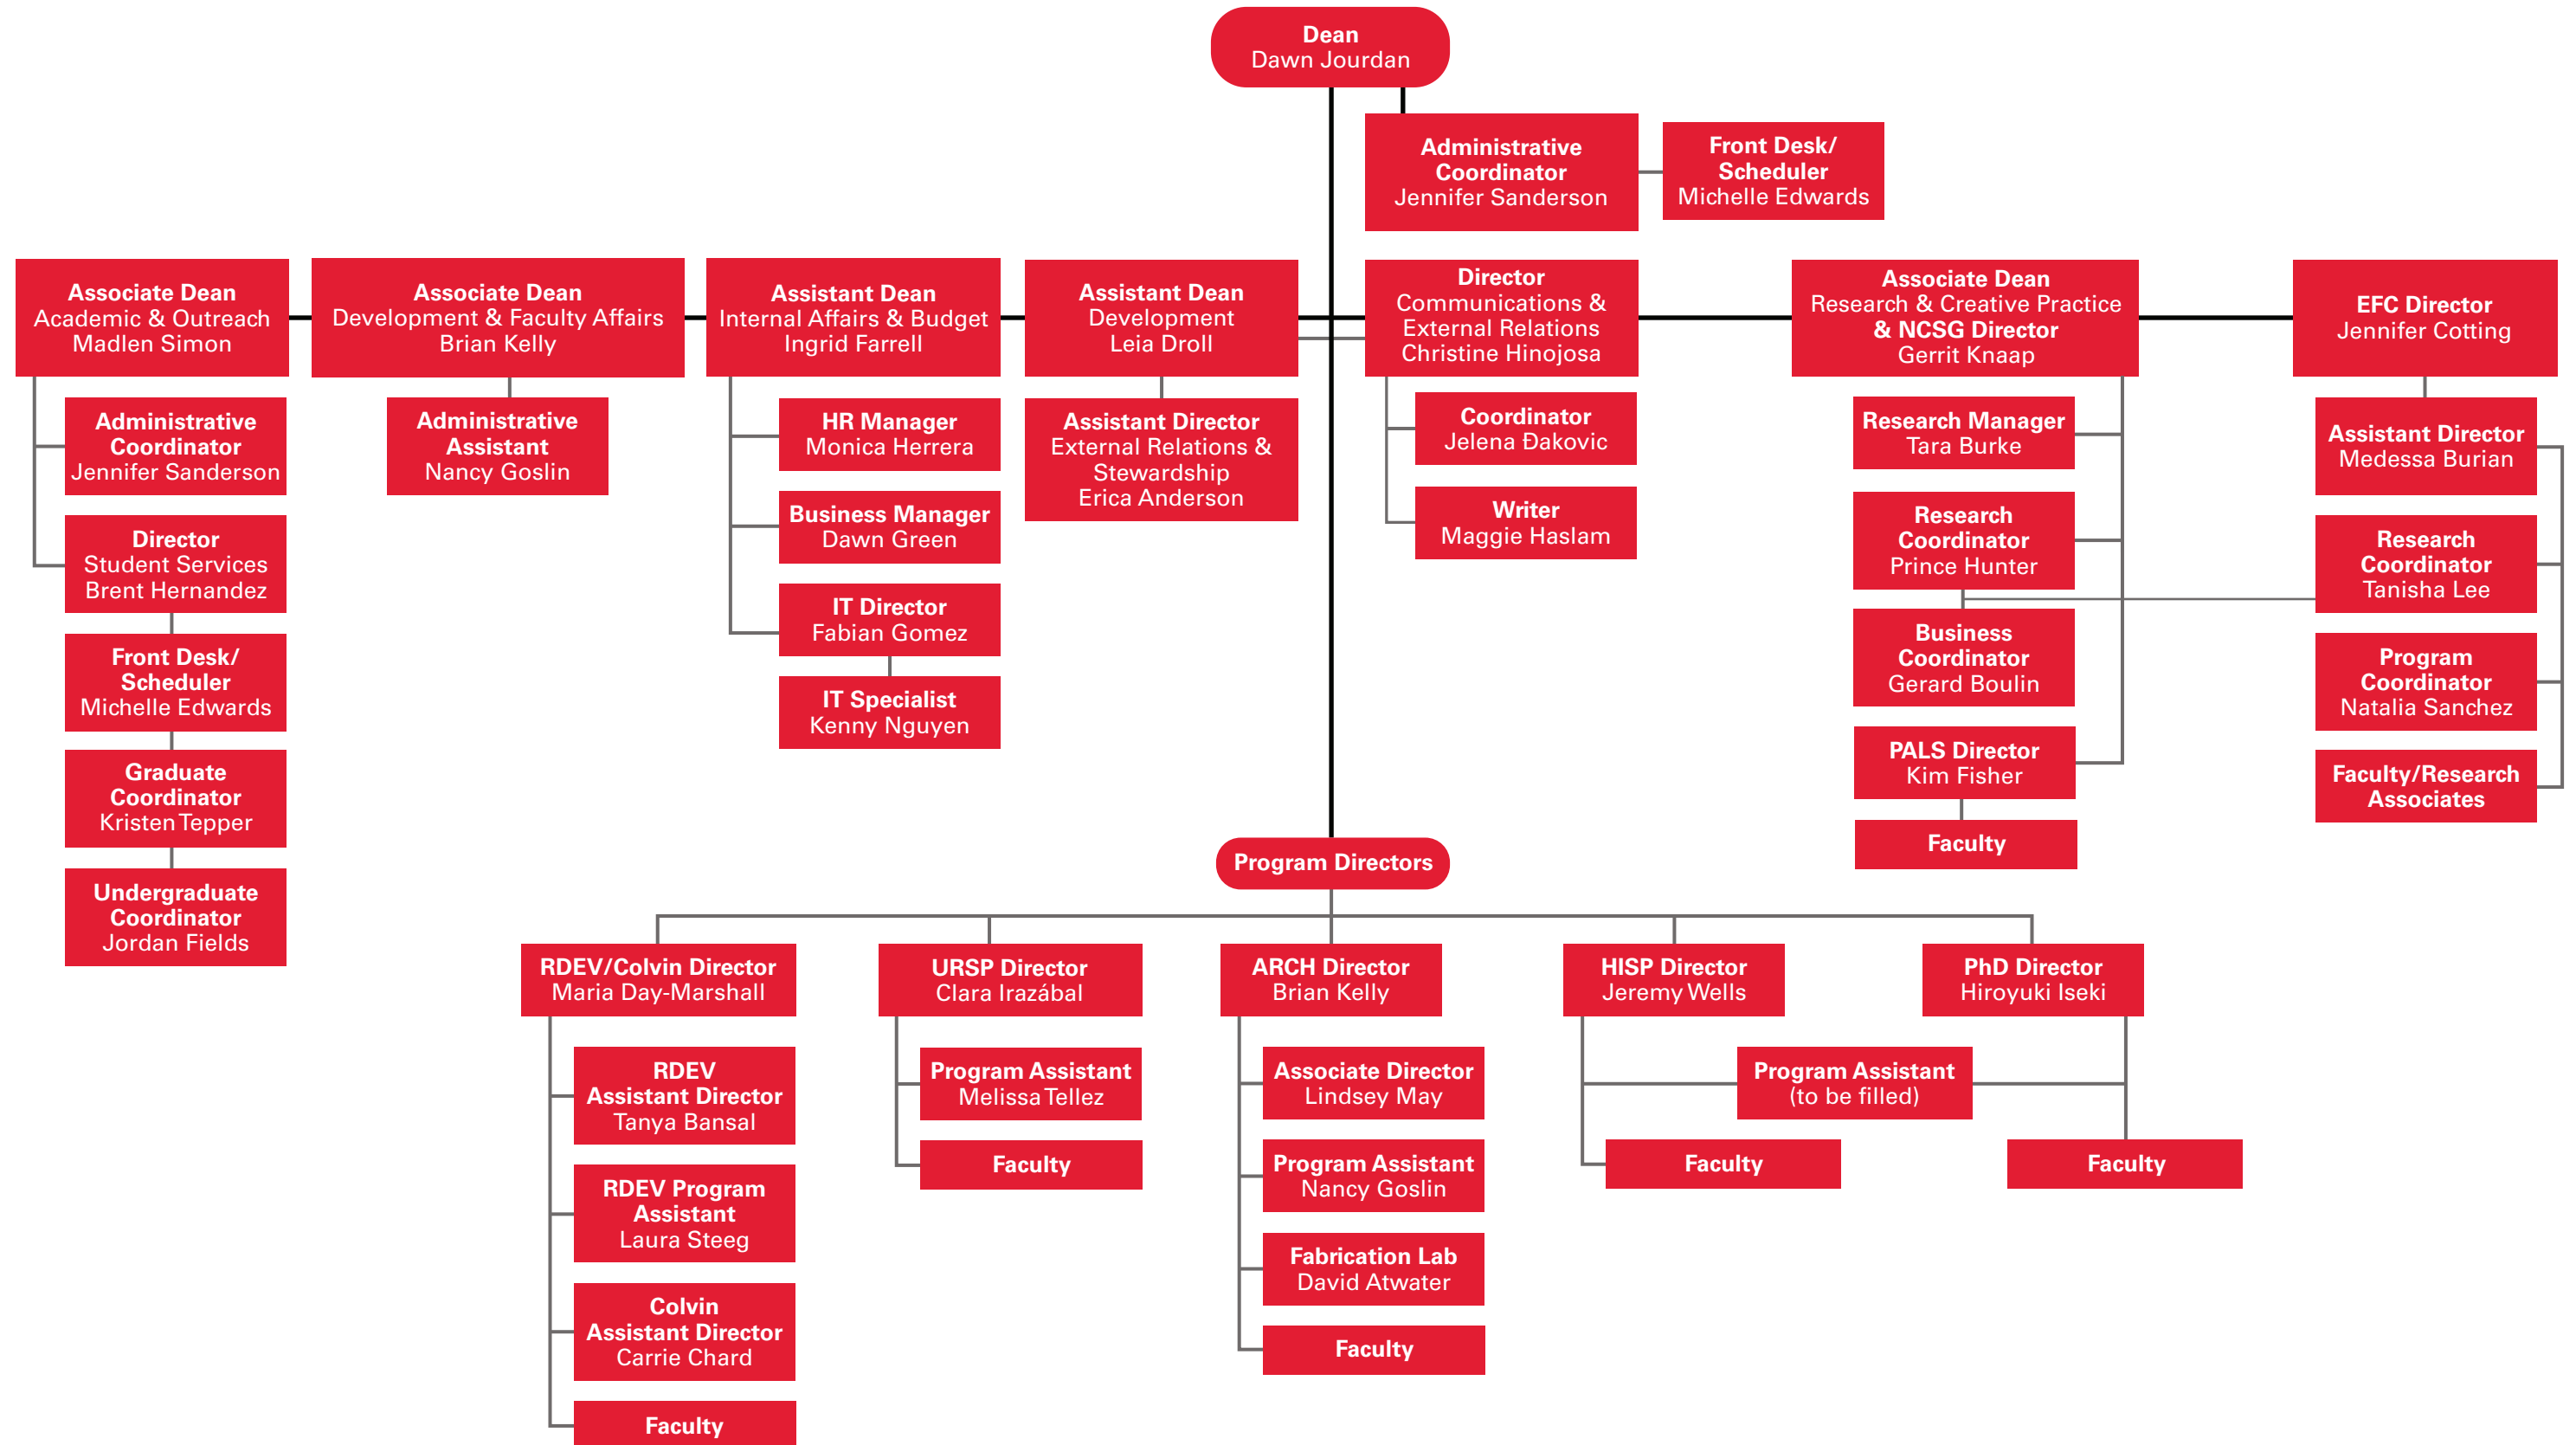 Dean
Dawn Jourdan
Administrative
Coordinator
Jennifer Sanderson
Front Desk/
Scheduler
Michelle Edwards
Associate Dean
Academic & Outreach
Madlen Simon
Associate Dean
Development & Faculty Affairs
Brian Kelly
Assistant Dean
Internal Affairs & Budget
Ingrid Farrell
Assistant Dean
Development
Leia Droll
Director
Communications &
External Relations
Christine Hinojosa
Associate Dean
Research & Creative Practice
& NCSG Director
Gerrit Knaap
EFC Director
Jennifer Cotting
Administrative
Coordinator
Jennifer Sanderson
Director
Student Services
Brent Hernandez
Front Desk/
Scheduler
Michelle Edwards
Graduate
Coordinator
Kristen Tepper
Undergraduate
Coordinator
Jordan Fields
Administrative
Assistant
Nancy Goslin
HR Manager
Monica Herrera
Business Manager
Dawn Green
IT Director
Fabian Gomez
IT Specialist
Kenny Nguyen
Assistant Director
External Relations &
Stewardship
Erica Anderson
Coordinator
Jelena Đakovic
Writer
Maggie Haslam
Research Manager
Tara Burke
Research
Coordinator
Prince Hunter
Business
Coordinator
Gerard Boulin
PALS Director
Kim Fisher
Faculty
Assistant Director
Medessa Burian
Research
Coordinator
Tanisha Lee
Program
Coordinator
Natalia Sanchez
Faculty/Research
Associates
Program Directors
RDEV/Colvin Director
Maria Day-Marshall
RDEV
Assistant Director
Tanya Bansal
RDEV Program
Assistant
Laura Steeg
Colvin
Assistant Director
Carrie Chard
Faculty
URSP Director
Clara Irazábal
Program Assistant
Melissa Tellez
Faculty
ARCH Director
Brian Kelly
Associate Director
Lindsey May
Program Assistant
Nancy Goslin
Fabrication Lab
David Atwater
Faculty
HISP Director
Jeremy Wells
PhD Director
Hiroyuki Iseki
Program Assistant
(to be filled)
Faculty
Faculty